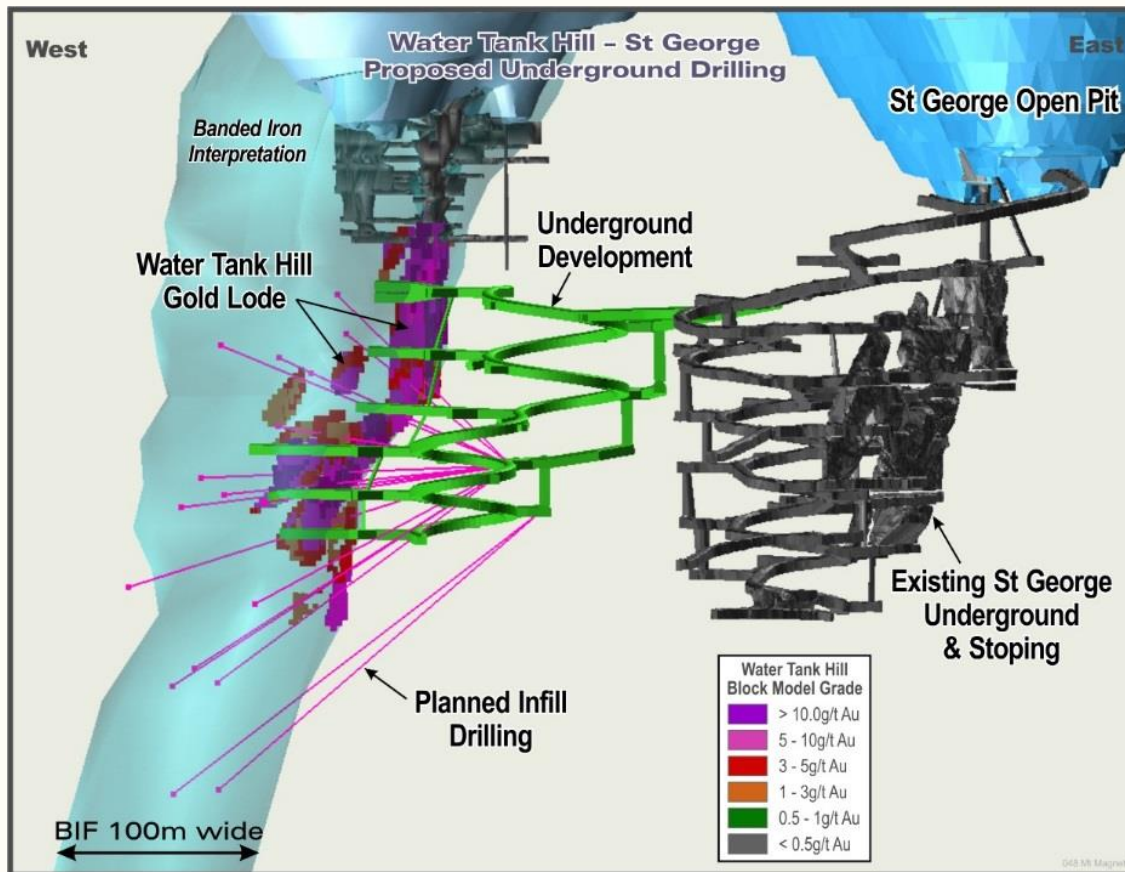 West
Water Tank Hill – St George
Proposed Underground Drilling
East
St George Open Pit
Banded Iron
Interpretation
Underground
Development
Water Tank Hill
Gold Lode
Existing St George
Underground
& Stoping
Planned Infill
Drilling
Water Tank Hill
Block Model Grade
> 10.0g/t Au
5 - 10g/t Au
3 - 5g/t Au
1 - 3g/t Au
0.5 - 1g/t Au
< 0.5g/t Au
BIF 100m wide
048 Mt Magnet